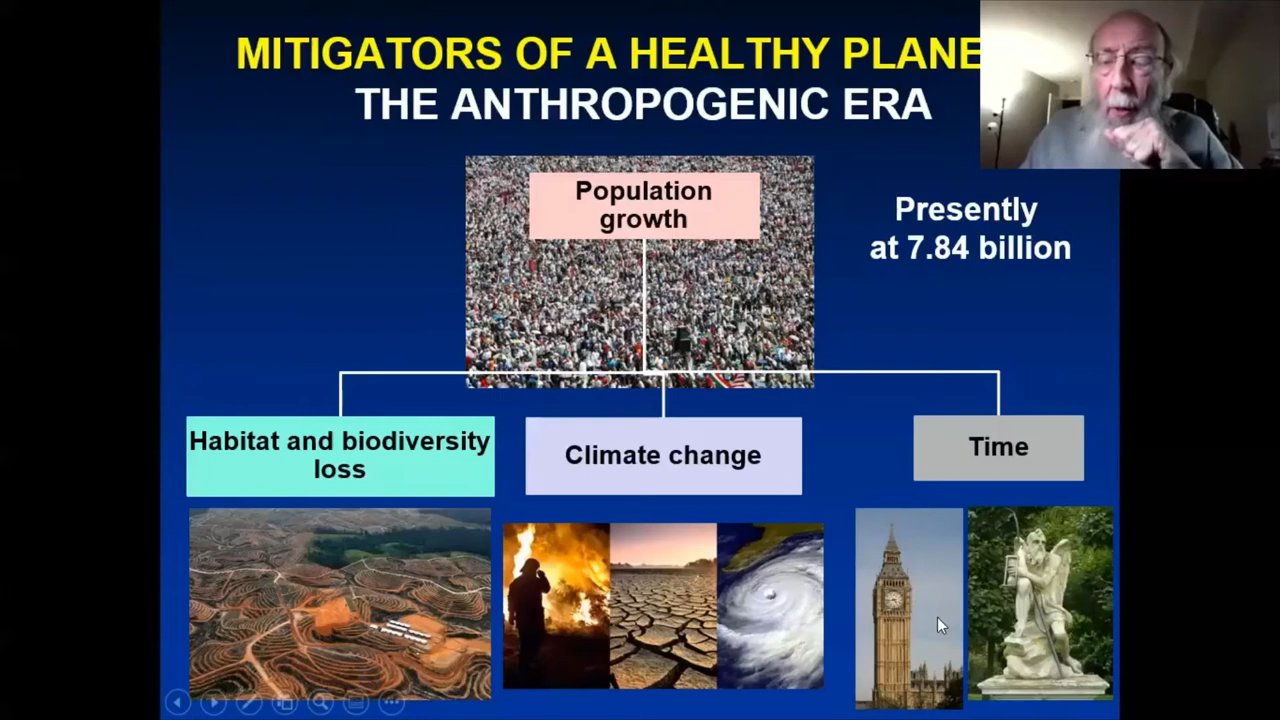 MITIGATORS OF A HEALTHY PLANE
THE ANTHROPOGENIC ERA
Population
growth
Presently
at 7.84 billion
Habitat and biodiversity
loss
Climate change
Time